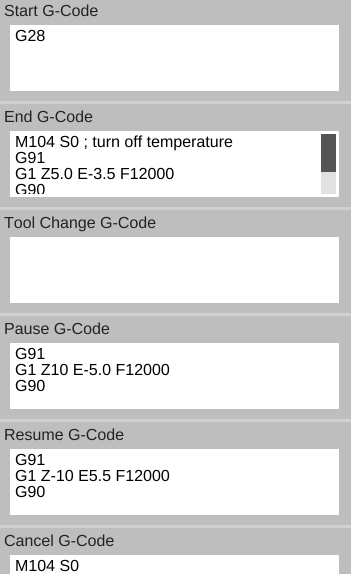 Start G-Code
G28
End G-Code
M104 S0 ; turn off temperature
G91
G1 Z5.0 E-3.5 F12000
G90
Tool Change G-Code
Pause G-Code
G91
G1 Z10 E-5.0 F12000
G90
Resume G-Code
G91
G1 Z-10 E5.5 F12000
G90
Cancel G-Code
M104 S0